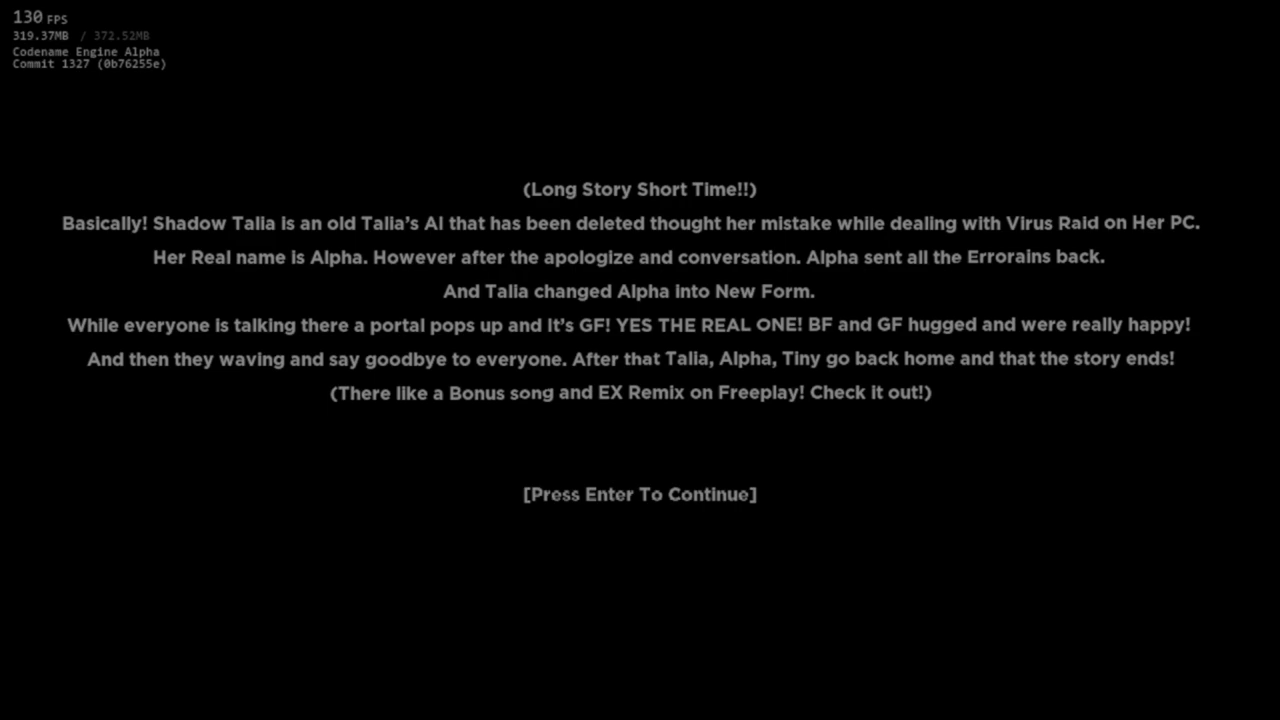 130 FPS
319.37MB / 372.52MB
Codename Engine Alpha
Commit 1327 (0b76255e)
(Long Story Short Time!!)
Basically! Shadow Talia is an old Talia's AI that has been deleted thought her mistake while dealing with Virus Raid on Her PC.
Her Real name is Alpha. However after the apologize and conversation. Alpha sent all the Errorains back.
And Talia changed Alpha into New Form.
While everyone is talking there a portal pops up and It's GF! YES THE REAL ONE! BF and GF hugged and were really happy!
And then they waving and say goodbye to everyone. After that Talia, Alpha, Tiny go back home and that the story ends!
(There like a Bonus song and EX Remix on Freeplay! Check it out!)
[Press Enter To Continue]